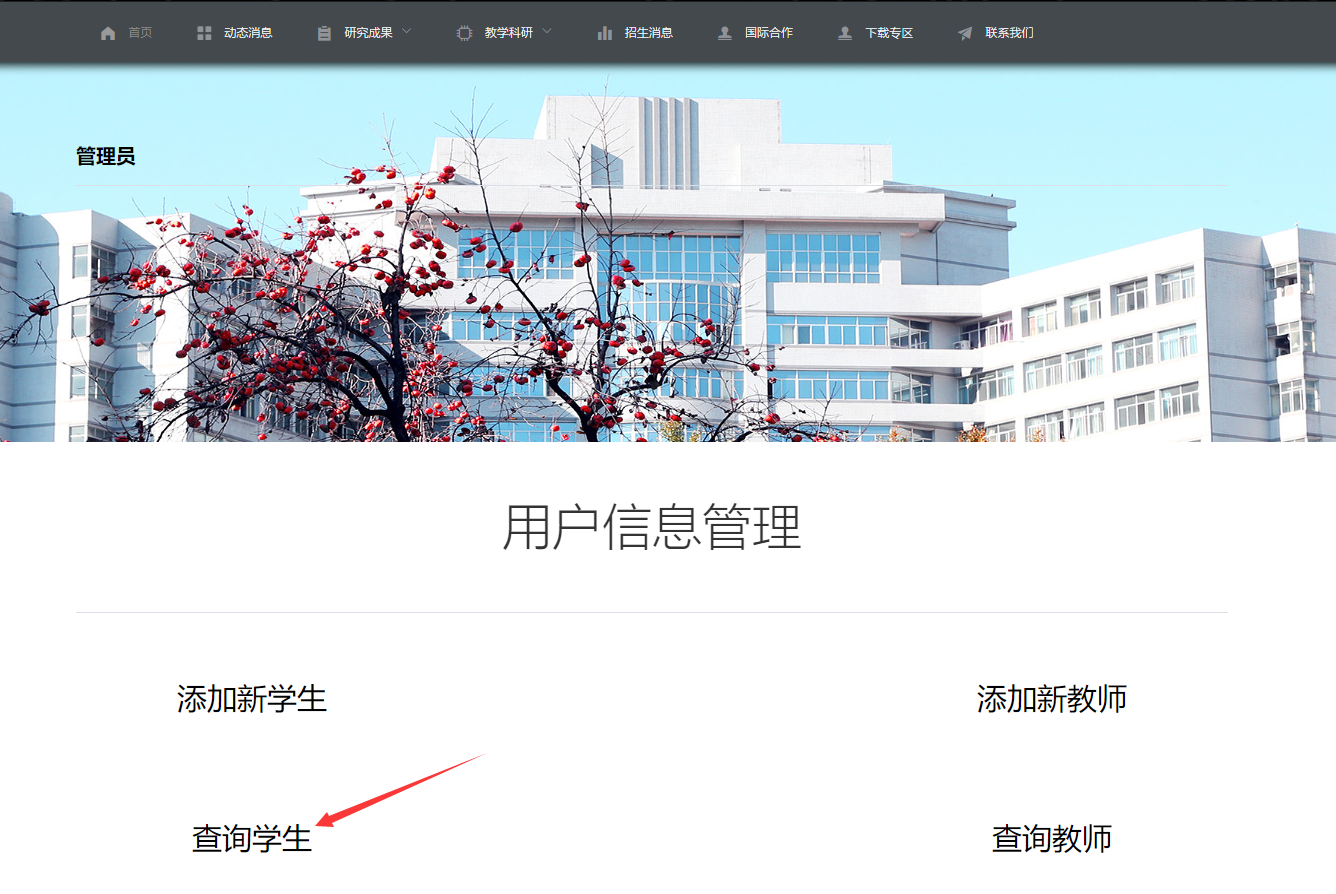 首页 动态消息 研究成果 教学科研 招生消息 国际合作 下载专区 联系我们
管理员
用户信息管理
添加新学生 添加新教师
查询学生 查询教师